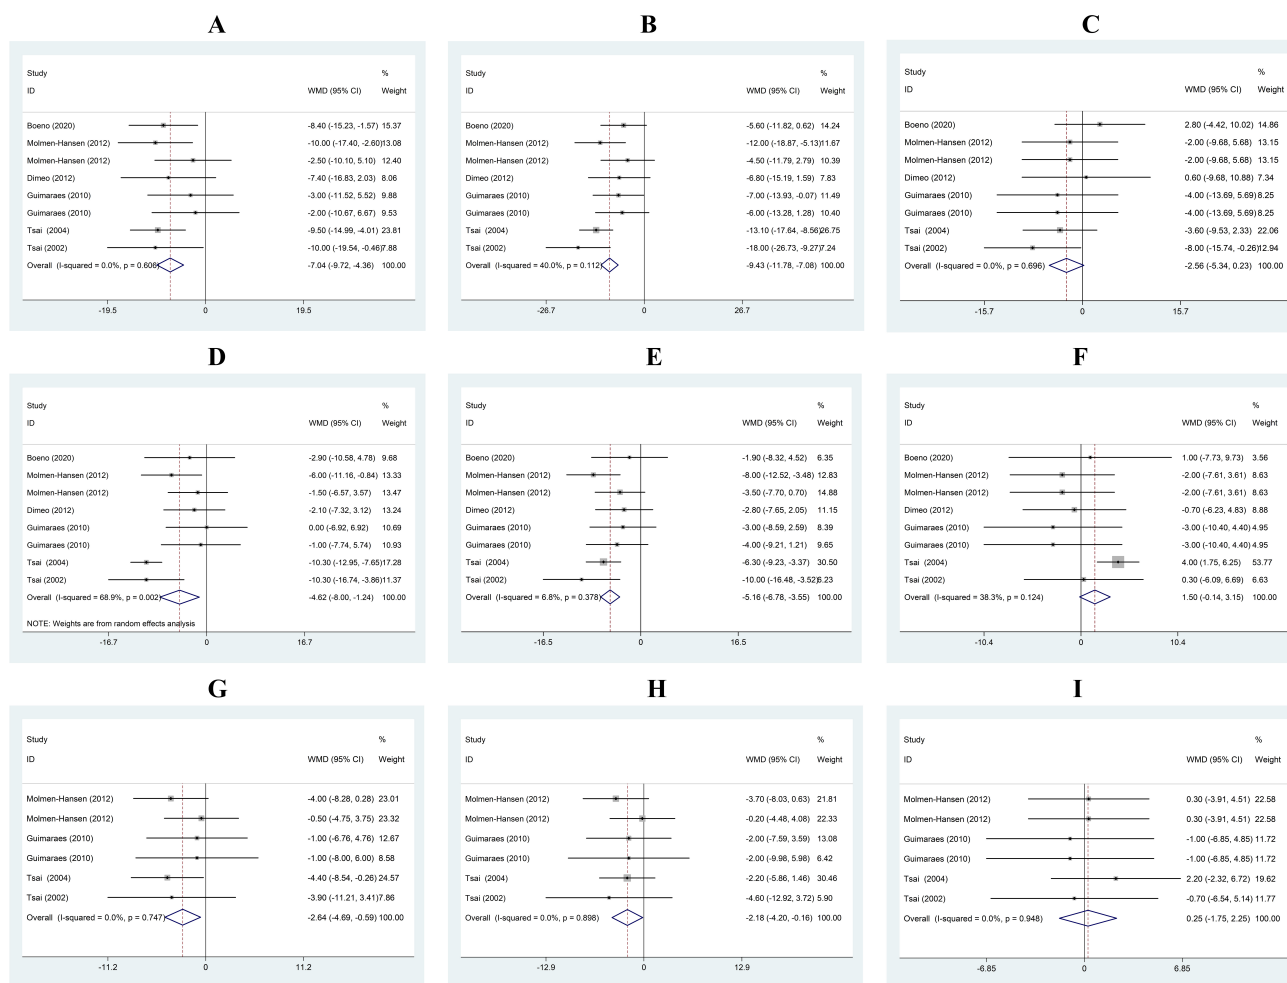 A
Study %
ID WMD (95% CI) Weight
Boeno (2020) -8.40 (-15.23, -1.57) 15.37
Molmen-Hansen (2012) -10.00 (-17.40, -2.60)13.08
Molmen-Hansen (2012) -2.50 (-10.10, 5.10) 12.40
Dimeo (2012) -7.40 (-16.83, 2.03) 8.06
Guimaraes (2010) -3.00 (-11.52, 5.52) 9.88
Guimaraes (2010) -2.00 (-10.67, 6.67) 9.53
Tsai (2004) -9.50 (-14.99, -4.01) 23.81
Tsai (2002) -10.00 (-19.54, -0.46)7.88
Overall (I-squared = 0.0%, p = 0.606) -7.04 (-9.72, -4.36) 100.00
-19.5 0 19.5
B
Study %
ID WMD (95% CI) Weight
Boeno (2020) -5.60 (-11.82, 0.62) 14.24
Molmen-Hansen (2012) -12.00 (-18.87, -5.13)11.67
Molmen-Hansen (2012) -4.50 (-11.79, 2.79) 10.39
Dimeo (2012) -6.80 (-15.19, 1.59) 7.83
Guimaraes (2010) -7.00 (-13.93, -0.07) 11.49
Guimaraes (2010) -6.00 (-13.28, 1.28) 10.40
Tsai (2004) -13.10 (-17.64, -8.56)26.75
Tsai (2002) -18.00 (-26.73, -9.27)7.24
Overall (I-squared = 40.0%, p = 0.112) -9.43 (-11.78, -7.08) 100.00
-26.7 0 26.7
C
Study %
ID WMD (95% CI) Weight
Boeno (2020) 2.80 (-4.42, 10.02) 14.86
Molmen-Hansen (2012) -2.00 (-9.68, 5.68) 13.15
Molmen-Hansen (2012) -2.00 (-9.68, 5.68) 13.15
Dimeo (2012) 0.60 (-9.68, 10.88) 7.34
Guimaraes (2010) -4.00 (-13.69, 5.69)8.25
Guimaraes (2010) -4.00 (-13.69, 5.69)8.25
Tsai (2004) -3.60 (-9.53, 2.33) 22.06
Tsai (2002) -8.00 (-15.74, -0.26)12.94
Overall (I-squared = 0.0%, p = 0.696) -2.56 (-5.34, 0.23) 100.00
-15.7 0 15.7
D
Study %
ID WMD (95% CI) Weight
Boeno (2020) -2.90 (-10.58, 4.78) 9.68
Molmen-Hansen (2012) -6.00 (-11.16, -0.84) 13.33
Molmen-Hansen (2012) -1.50 (-6.57, 3.57) 13.47
Dimeo (2012) -2.10 (-7.32, 3.12) 13.24
Guimaraes (2010) 0.00 (-6.92, 6.92) 10.69
Guimaraes (2010) -1.00 (-7.74, 5.74) 10.93
Tsai (2004) -10.30 (-12.95, -7.65)17.28
Tsai (2002) -10.30 (-16.74, -3.86)11.37
Overall (I-squared = 68.9%, p = 0.002) -4.62 (-8.00, -1.24) 100.00
NOTE: Weights are from random effects analysis
-16.7 0 16.7
E
Study %
ID WMD (95% CI) Weight
Boeno (2020) -1.90 (-8.32, 4.52) 6.35
Molmen-Hansen (2012) -8.00 (-12.52, -3.48) 12.83
Molmen-Hansen (2012) -3.50 (-7.70, 0.70) 14.88
Dimeo (2012) -2.80 (-7.65, 2.05) 11.15
Guimaraes (2010) -3.00 (-8.59, 2.59) 8.39
Guimaraes (2010) -4.00 (-9.21, 1.21) 9.65
Tsai (2004) -6.30 (-9.23, -3.37) 30.50
Tsai (2002) -10.00 (-16.48, -3.52)6.23
Overall (I-squared = 6.8%, p = 0.378) -5.16 (-6.78, -3.55) 100.00
-16.5 0 16.5
F
Study %
ID WMD (95% CI) Weight
Boeno (2020) 1.00 (-7.73, 9.73) 3.56
Molmen-Hansen (2012) -2.00 (-7.61, 3.61) 8.63
Molmen-Hansen (2012) -2.00 (-7.61, 3.61) 8.63
Dimeo (2012) -0.70 (-6.23, 4.83) 8.88
Guimaraes (2010) -3.00 (-10.40, 4.40) 4.95
Guimaraes (2010) -3.00 (-10.40, 4.40) 4.95
Tsai (2004) 4.00 (1.75, 6.25) 53.77
Tsai (2002) 0.30 (-6.09, 6.69) 6.63
Overall (I-squared = 38.3%, p = 0.124) 1.50 (-0.14, 3.15) 100.00
-10.4 0 10.4
G
Study %
ID WMD (95% CI) Weight
Molmen-Hansen (2012) -4.00 (-8.28, 0.28) 23.01
Molmen-Hansen (2012) -0.50 (-4.75, 3.75) 23.32
Guimaraes (2010) -1.00 (-6.76, 4.76) 12.67
Guimaraes (2010) -1.00 (-8.00, 6.00) 8.58
Tsai (2004) -4.40 (-8.54, -0.26) 24.57
Tsai (2002) -3.90 (-11.21, 3.41)7.86
Overall (I-squared = 0.0%, p = 0.747) -2.64 (-4.69, -0.59) 100.00
-11.2 0 11.2
H
Study %
ID WMD (95% CI) Weight
Molmen-Hansen (2012) -3.70 (-8.03, 0.63) 21.81
Molmen-Hansen (2012) -0.20 (-4.48, 4.08) 22.33
Guimaraes (2010) -2.00 (-7.59, 3.59) 13.08
Guimaraes (2010) -2.00 (-9.98, 5.98) 6.42
Tsai (2004) -2.20 (-5.86, 1.46) 30.46
Tsai (2002) -4.60 (-12.92, 3.72) 5.90
Overall (I-squared = 0.0%, p = 0.898) -2.18 (-4.20, -0.16) 100.00
-12.9 0 12.9
I
Study %
ID WMD (95% CI) Weight
Molmen-Hansen (2012) 0.30 (-3.91, 4.51) 22.58
Molmen-Hansen (2012) 0.30 (-3.91, 4.51) 22.58
Guimaraes (2010) -1.00 (-6.85, 4.85) 11.72
Guimaraes (2010) -1.00 (-6.85, 4.85) 11.72
Tsai (2004) 2.20 (-2.32, 6.72) 19.62
Tsai (2002) -0.70 (-6.54, 5.14) 11.77
Overall (I-squared = 0.0%, p = 0.948) 0.25 (-1.75, 2.25) 100.00
-6.85 0 6.85